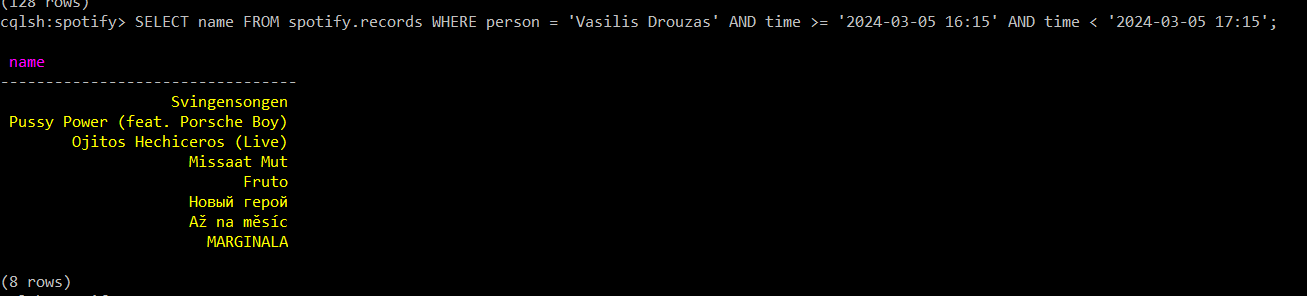 (128 rows)
cqlsh:spotify> SELECT name FROM spotify.records WHERE person = 'Vasilis Drouzas' AND time >= '2024-03-05 16:15' AND time < '2024-03-05 17:15';
name
---------------------------------
Svingensongen
Pussy Power (feat. Porsche Boy)
Ojitos Hechiceros (Live)
Missaat Mut
Fruto
Новый герой
Až na měsíc
MARGINALA
(8 rows)